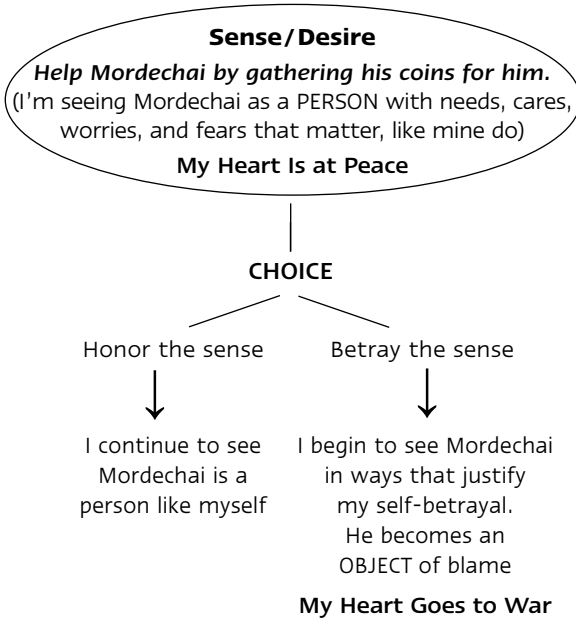 Sense/Desire
Help Mordechai by gathering his coins for him.
(I'm seeing Mordechai as a PERSON with needs, cares,
worries, and fears that matter, like mine do)
My Heart Is at Peace
CHOICE
Honor the sense
Betray the sense
I continue to see
Mordechai is a
person like myself
I begin to see Mordechai
in ways that justify
my self-betrayal.
He becomes an
OBJECT of blame
My Heart Goes to War